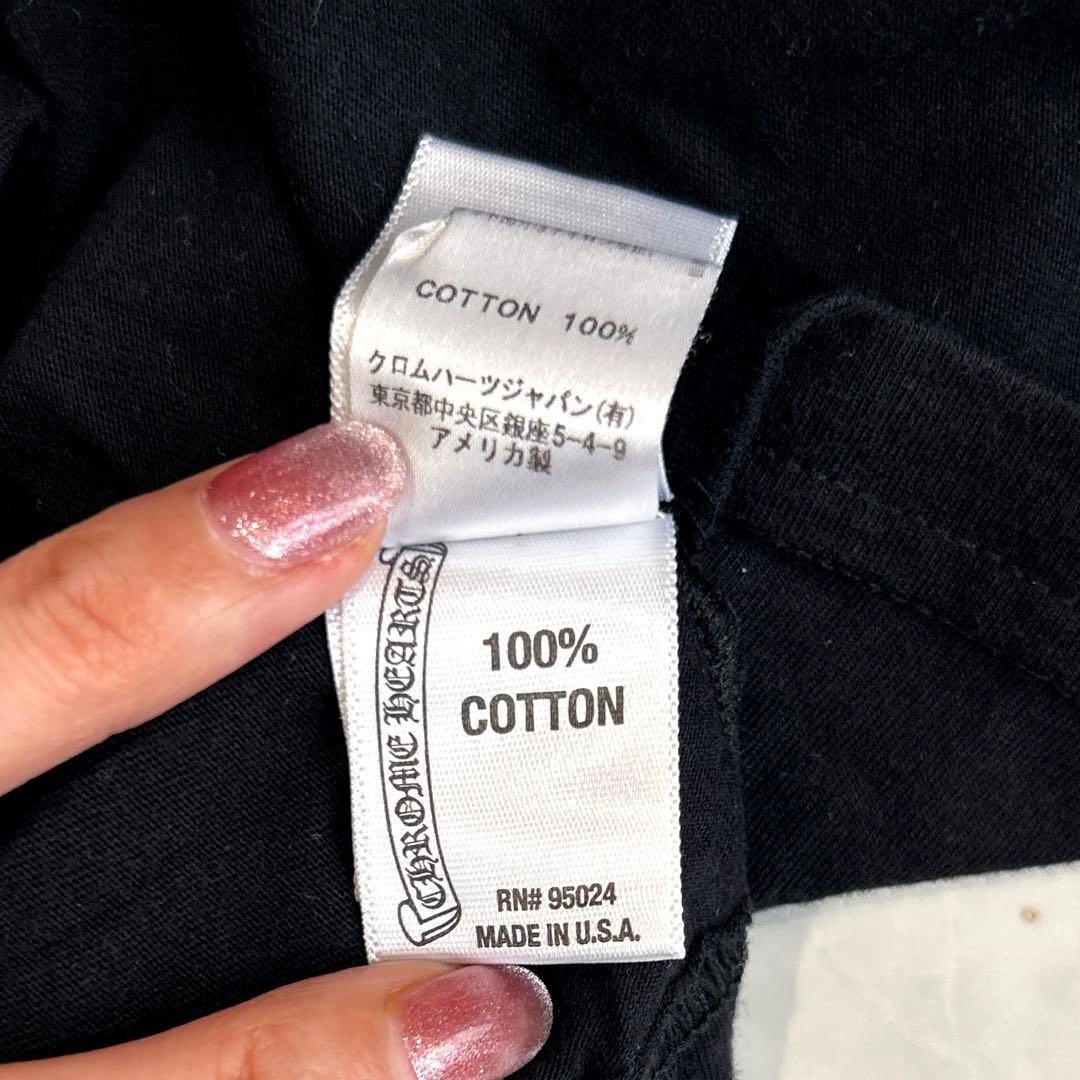 COTTON 100%
クロムハーツジャパン(有)
東京都中央区銀座5-4-9
アメリカ製
CHROME HEARTS
100%
COTTON
RN# 95024
MADE IN U.S.A.